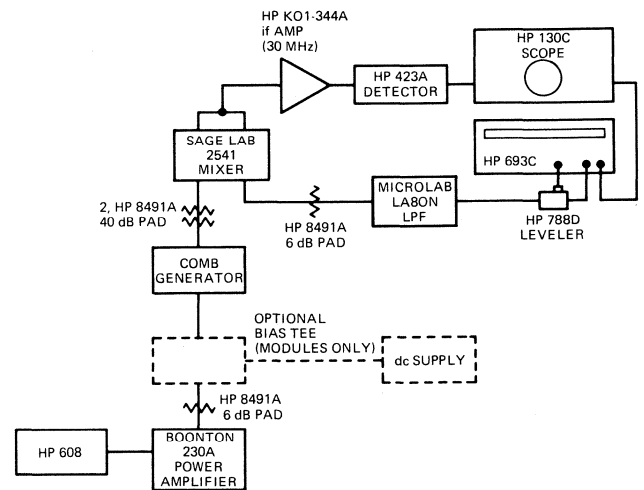 HP KO1-344A
if AMP
(30 MHz)
HP 423A
DETECTOR
HP 130C
SCOPE
SAGE LAB
2541
MIXER
HP 693C
2, HP 8491A
40 dB PAD
HP 8491A
6 dB PAD
MICROLAB
LA80N
LPF
HP 788D
LEVELER
COMB
GENERATOR
OPTIONAL
BIAS TEE
(MODULES ONLY)
dc SUPPLY
HP 8491A
6 dB PAD
HP 608
BOONTON
230A
POWER
AMPLIFIER